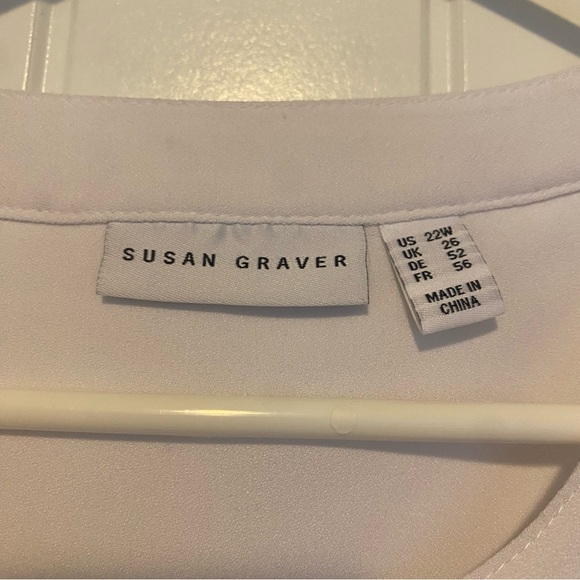 SUSAN GRAVER
US 22W
UK 26
DE 52
FR 56
MADE IN
CHINA